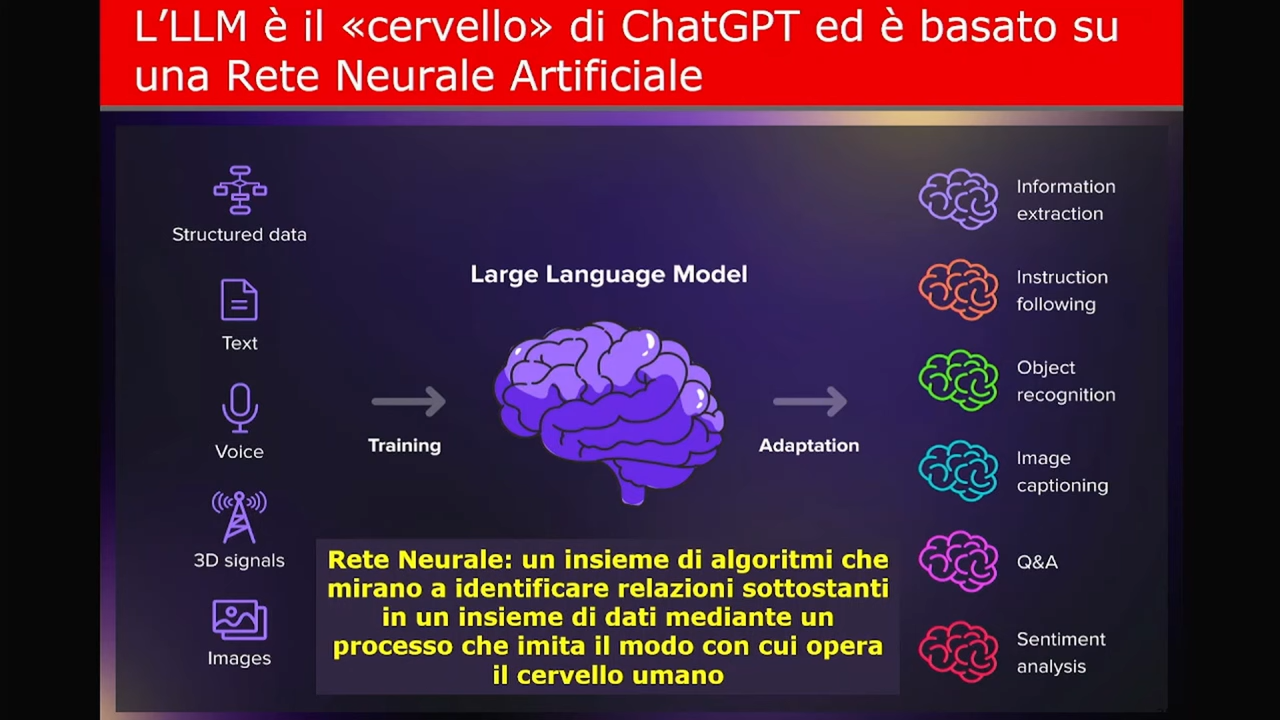 L’LLM è il «cervello» di ChatGPT ed è basato su
una Rete Neurale Artificiale
Structured data
Text
Voice
3D signals
Images
Large Language Model
Training
Adaptation
Rete Neurale: un insieme di algoritmi che
mirano a identificare relazioni sottostanti
in un insieme di dati mediante un
processo che imita il modo con cui opera
il cervello umano
Information
extraction
Instruction
following
Object
recognition
Image
captioning
Q&A
Sentiment
analysis